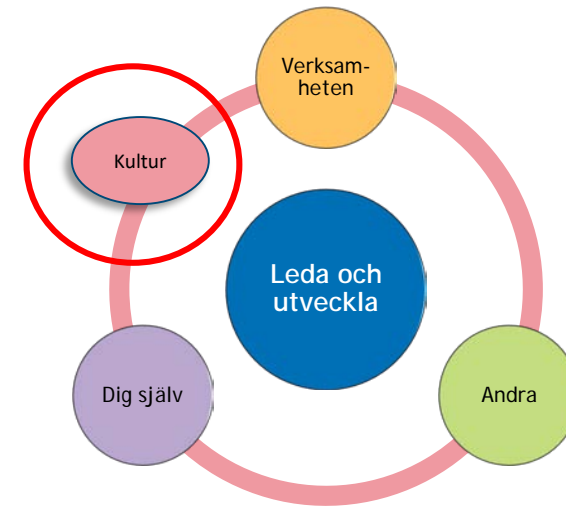 Verksam-
heten
Kultur
Leda och
utveckla
Dig själv
Andra